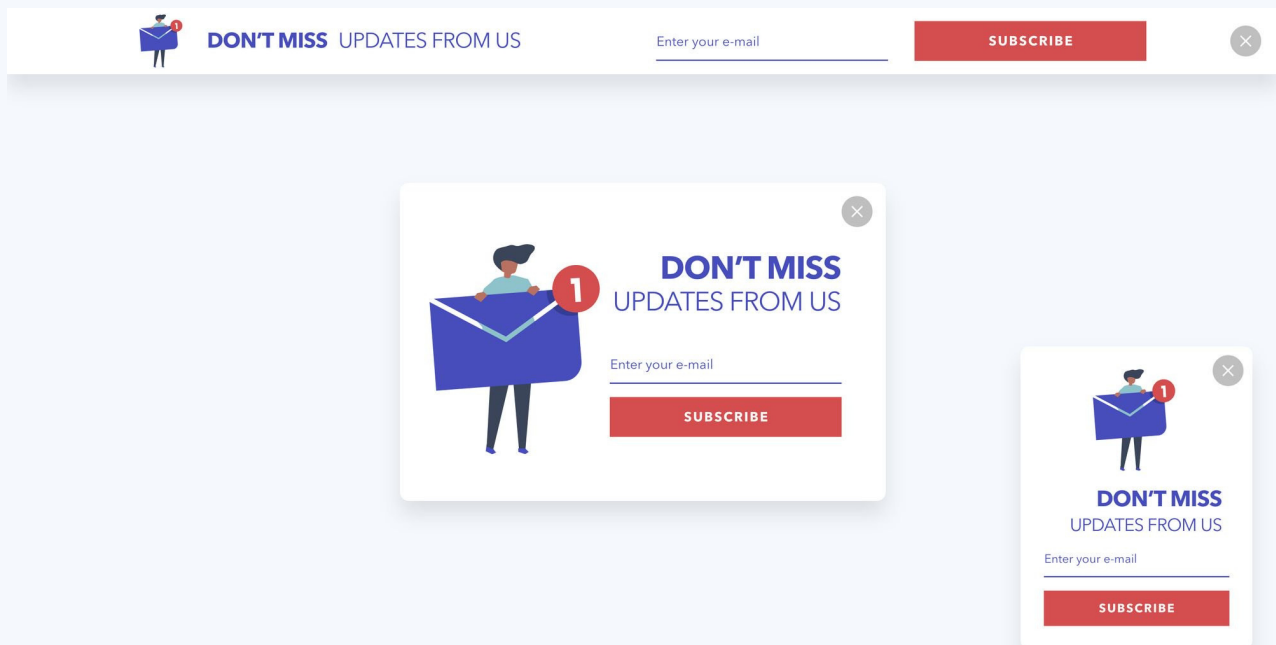 1
DON'T MISS UPDATES FROM US
Enter your e-mail
SUBSCRIBE
1
DON'T MISS
UPDATES FROM US
Enter your e-mail
SUBSCRIBE
1
DON'T MISS
UPDATES FROM US
Enter your e-mail
SUBSCRIBE